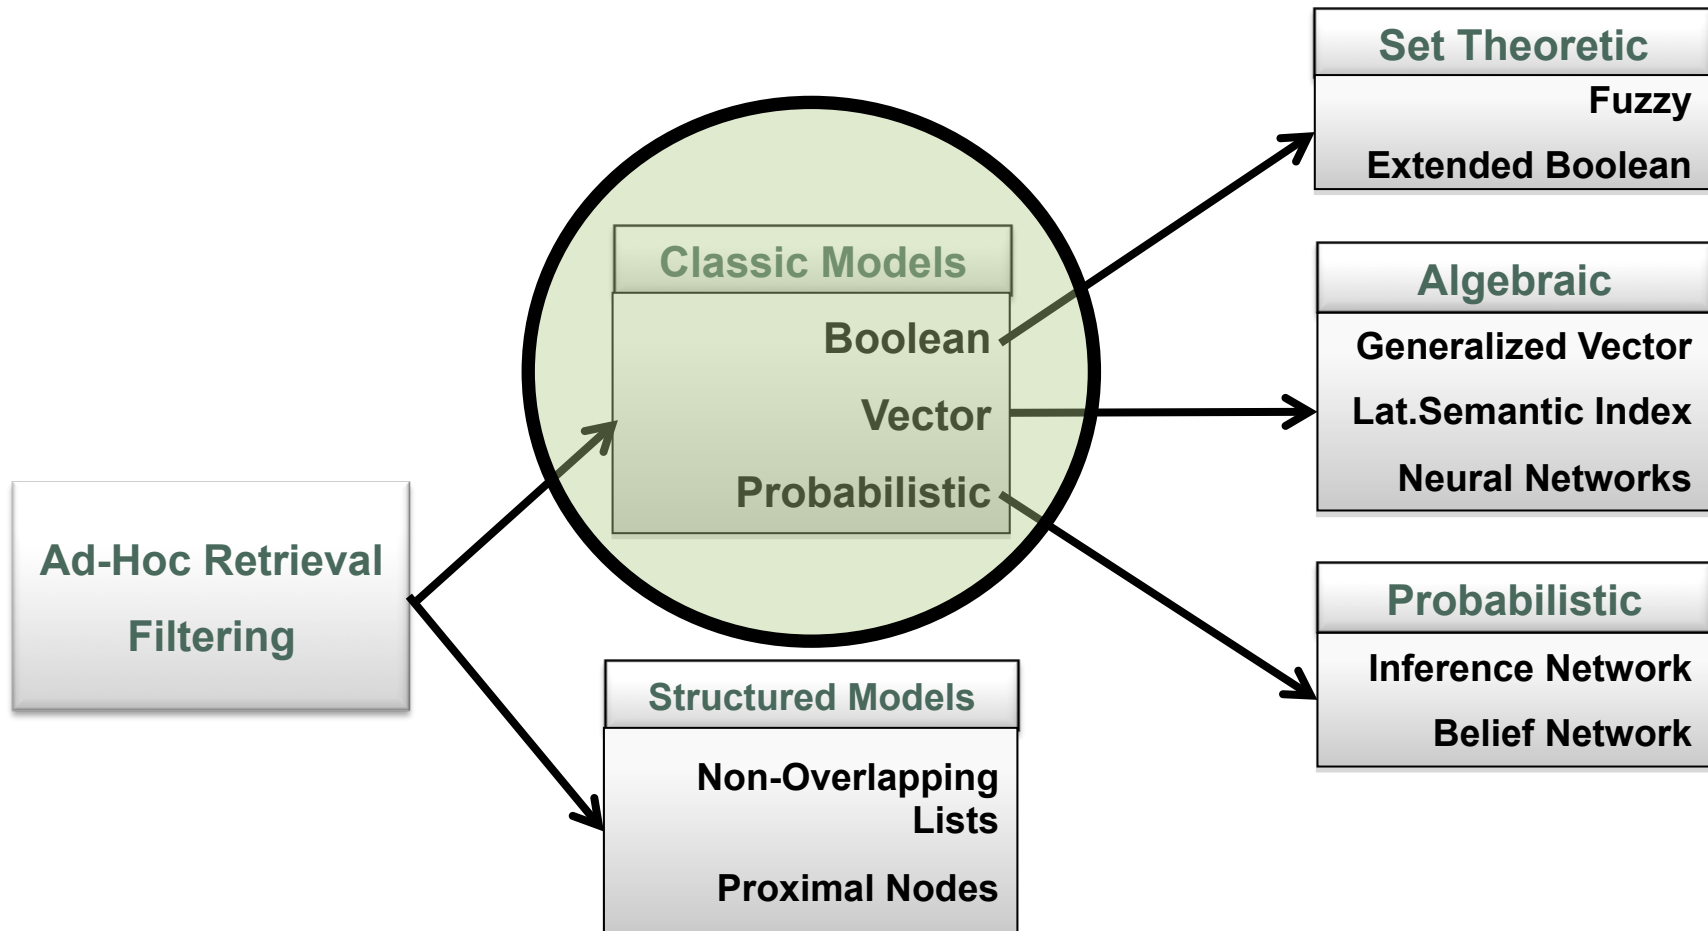 Ad-Hoc Retrieval
Filtering
Classic Models
Boolean
Vector
Probabilistic
Structured Models
Non-Overlapping
Lists
Proximal Nodes
Set Theoretic
Fuzzy
Extended Boolean
Algebraic
Generalized Vector
Lat.Semantic Index
Neural Networks
Probabilistic
Inference Network
Belief Network